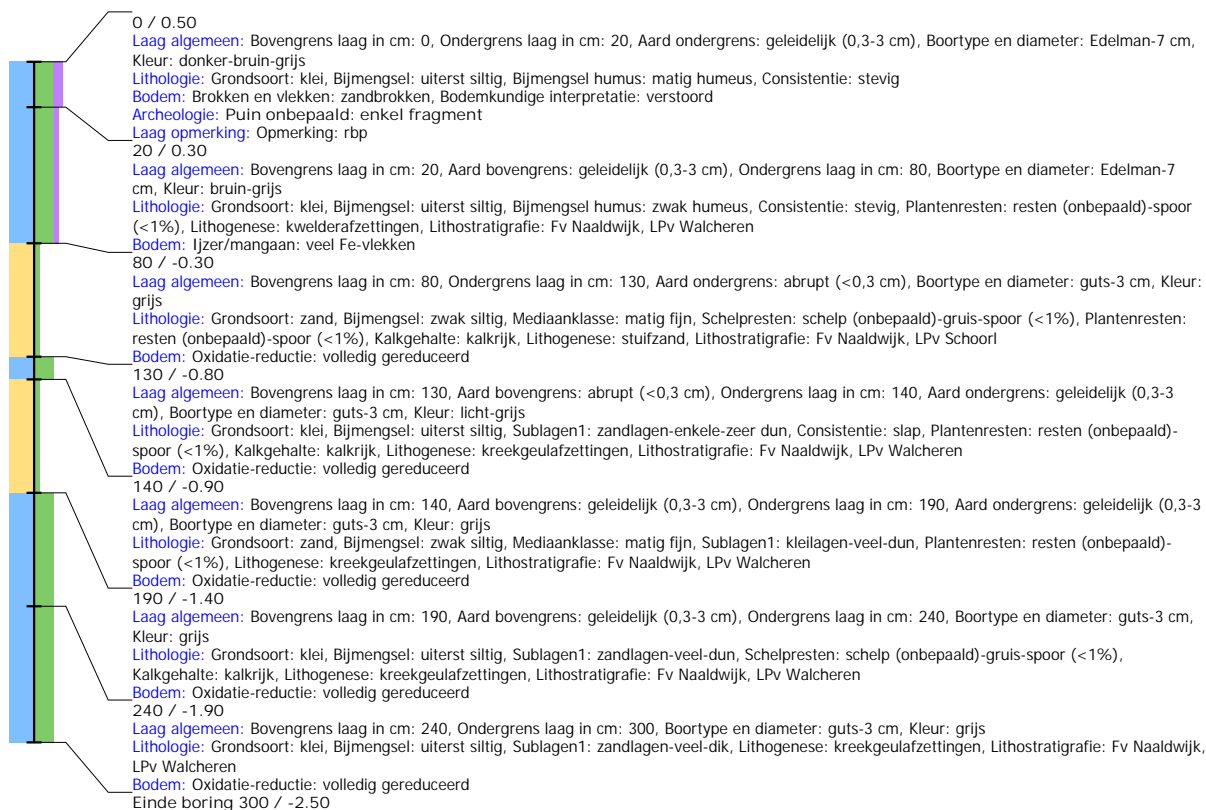 0 / 0.50
Laag algemeen: Bovengrens laag in cm: 0, Ondergrens laag in cm: 20, Aard ondergrens: geleidelijk (0,3-3 cm), Boortype en diameter: Edelman-7 cm,
Kleur: donker-bruin-grijs
Lithologie: Grondsoort: klei, Bijmengsel: uiterst siltig, Bijmengsel humus: matig humeus, Consistentie: stevig
Bodem: Brokken en vlekken: zandbrokken, Bodemkundige interpretatie: verstoord
Archeologie: Puin onbepaald: enkel fragment
Laag opmerking: Opmerking: rbp
20 / 0.30
Laag algemeen: Bovengrens laag in cm: 20, Aard bovengrens: geleidelijk (0,3-3 cm), Ondergrens laag in cm: 80, Boortype en diameter: Edelman-7
cm, Kleur: bruin-grijs
Lithologie: Grondsoort: klei, Bijmengsel: uiterst siltig, Bijmengsel humus: zwak humeus, Consistentie: stevig, Plantenresten: resten (onbepaald)-spoor
(<1%), Lithogenese: kwelderafzettingen, Lithostratigrafie: Fv Naaldwijk, LPv Walcheren
Bodem: Ijzer/mangaan: veel Fe-vlekken
80 / -0.30
Laag algemeen: Bovengrens laag in cm: 80, Ondergrens laag in cm: 130, Aard ondergrens: abrupt (<0,3 cm), Boortype en diameter: guts-3 cm, Kleur:
grijs
Lithologie: Grondsoort: zand, Bijmengsel: zwak siltig, Mediaanklasse: matig fijn, Schelpresten: schelp (onbepaald)-gruis-spoor (<1%), Plantenresten:
resten (onbepaald)-spoor (<1%), Kalkgehalte: kalkrijk, Lithogenese: stuifzand, Lithostratigrafie: Fv Naaldwijk, LPv Schoorl
Bodem: Oxidatie-reductie: volledig gereduceerd
130 / -0.80
Laag algemeen: Bovengrens laag in cm: 130, Aard bovengrens: abrupt (<0,3 cm), Ondergrens laag in cm: 140, Aard ondergrens: geleidelijk (0,3-3
cm), Boortype en diameter: guts-3 cm, Kleur: licht-grijs
Lithologie: Grondsoort: klei, Bijmengsel: uiterst siltig, Sublagen1: zandlagen-enkele-zeer dun, Consistentie: slap, Plantenresten: resten (onbepaald)-
spoor (<1%), Kalkgehalte: kalkrijk, Lithogenese: kreekgeulafzettingen, Lithostratigrafie: Fv Naaldwijk, LPv Walcheren
Bodem: Oxidatie-reductie: volledig gereduceerd
140 / -0.90
Laag algemeen: Bovengrens laag in cm: 140, Aard bovengrens: geleidelijk (0,3-3 cm), Ondergrens laag in cm: 190, Aard ondergrens: geleidelijk (0,3-3
cm), Boortype en diameter: guts-3 cm, Kleur: grijs
Lithologie: Grondsoort: zand, Bijmengsel: zwak siltig, Mediaanklasse: matig fijn, Sublagen1: kleilagen-veel-dun, Plantenresten: resten (onbepaald)-
spoor (<1%), Lithogenese: kreekgeulafzettingen, Lithostratigrafie: Fv Naaldwijk, LPv Walcheren
Bodem: Oxidatie-reductie: volledig gereduceerd
190 / -1.40
Laag algemeen: Bovengrens laag in cm: 190, Aard bovengrens: geleidelijk (0,3-3 cm), Ondergrens laag in cm: 240, Boortype en diameter: guts-3 cm,
Kleur: grijs
Lithologie: Grondsoort: klei, Bijmengsel: uiterst siltig, Sublagen1: zandlagen-veel-dun, Schelpresten: schelp (onbepaald)-gruis-spoor (<1%),
Kalkgehalte: kalkrijk, Lithogenese: kreekgeulafzettingen, Lithostratigrafie: Fv Naaldwijk, LPv Walcheren
Bodem: Oxidatie-reductie: volledig gereduceerd
240 / -1.90
Laag algemeen: Bovengrens laag in cm: 240, Ondergrens laag in cm: 300, Boortype en diameter: guts-3 cm, Kleur: grijs
Lithologie: Grondsoort: klei, Bijmengsel: uiterst siltig, Sublagen1: zandlagen-veel-dik, Lithogenese: kreekgeulafzettingen, Lithostratigrafie: Fv Naaldwijk,
LPv Walcheren
Bodem: Oxidatie-reductie: volledig gereduceerd
Einde boring 300 / -2.50